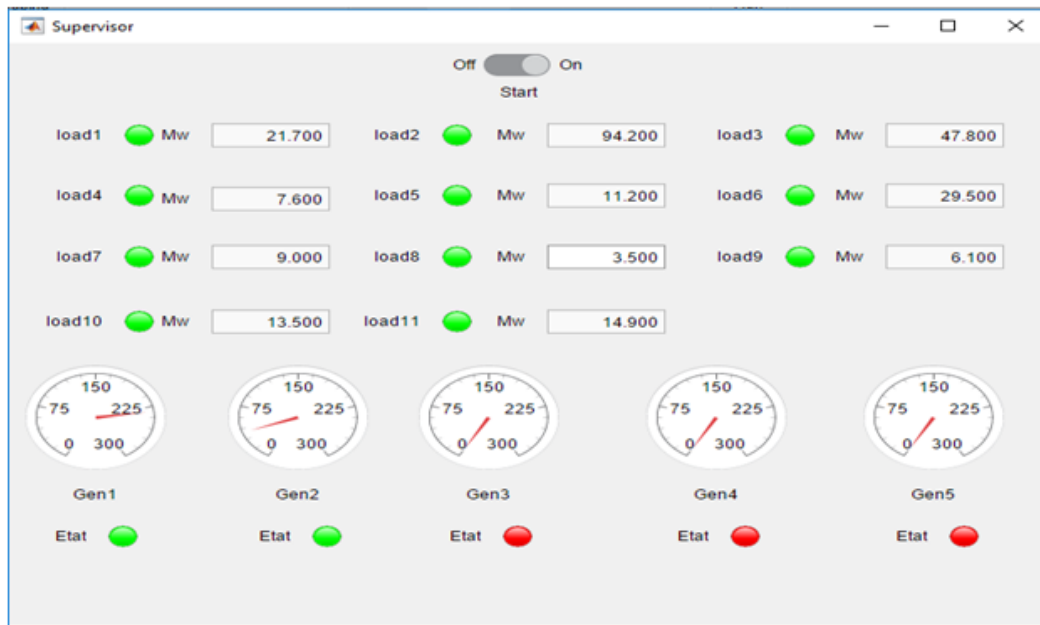 Supervisor
Off On
Start
load1 Mw 21.700 load2 Mw 94.200 load3 Mw 47.800
load4 Mw 7.600 load5 Mw 11.200 load6 Mw 29.500
load7 Mw 9.000 load8 Mw 3.500 load9 Mw 6.100
load10 Mw 13.500 load11 Mw 14.900
150 150 150 150 150
75 225 75 225 75 225 75 225 75 225
0 300 0 300 0 300 0 300 0 300
Gen1 Gen2 Gen3 Gen4 Gen5
Etat Etat Etat Etat Etat